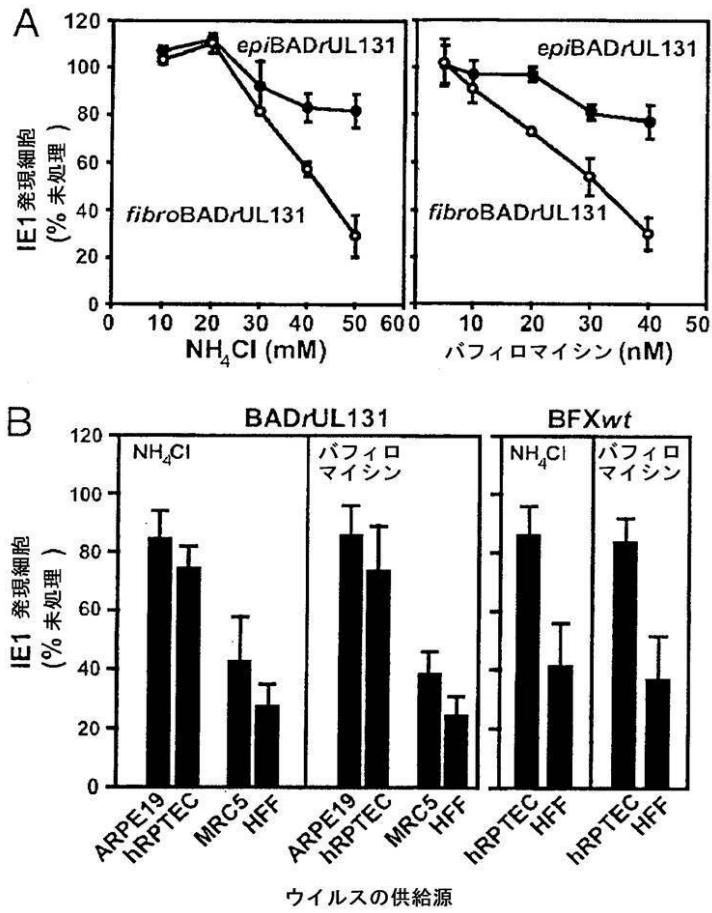 A
IE1 発現細胞
(% 未処理)
120
100
80
60
40
20
0
epiBADrUL131
fibroBADrUL131
0 10 20 30 40 50 60
NH₄Cl (mM)
epiBADrUL131
fibroBADrUL131
0 10 20 30 40 50
バフィロマイシン (nM)
B
BADrUL131
BFXwt
IE1 発現細胞
(% 未処理)
120
100
80
60
40
20
0
NH₄Cl
バフィロ
マイシン
NH₄Cl
バフィロ
マイシン
ARPE19
hRPTEC
MRC5
HFF
ARPE19
hRPTEC
MRC5
HFF
hRPTEC
HFF
hRPTEC
HFF
ウイルスの供給源